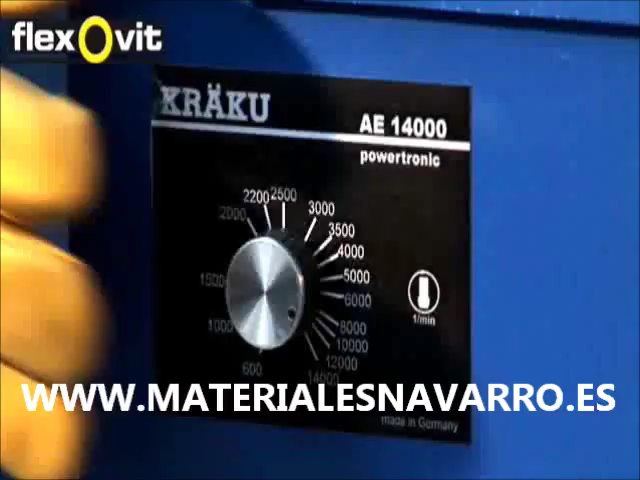 flexOvit
KRÄKU
AE 14000
powertronic
2500
2200
3000
2000
3500
4000
1500
5000
6000
1000
8000
10000
600
12000
14000
1/min
WWW.MATERIALESNAVARRO.ES
made in Germany